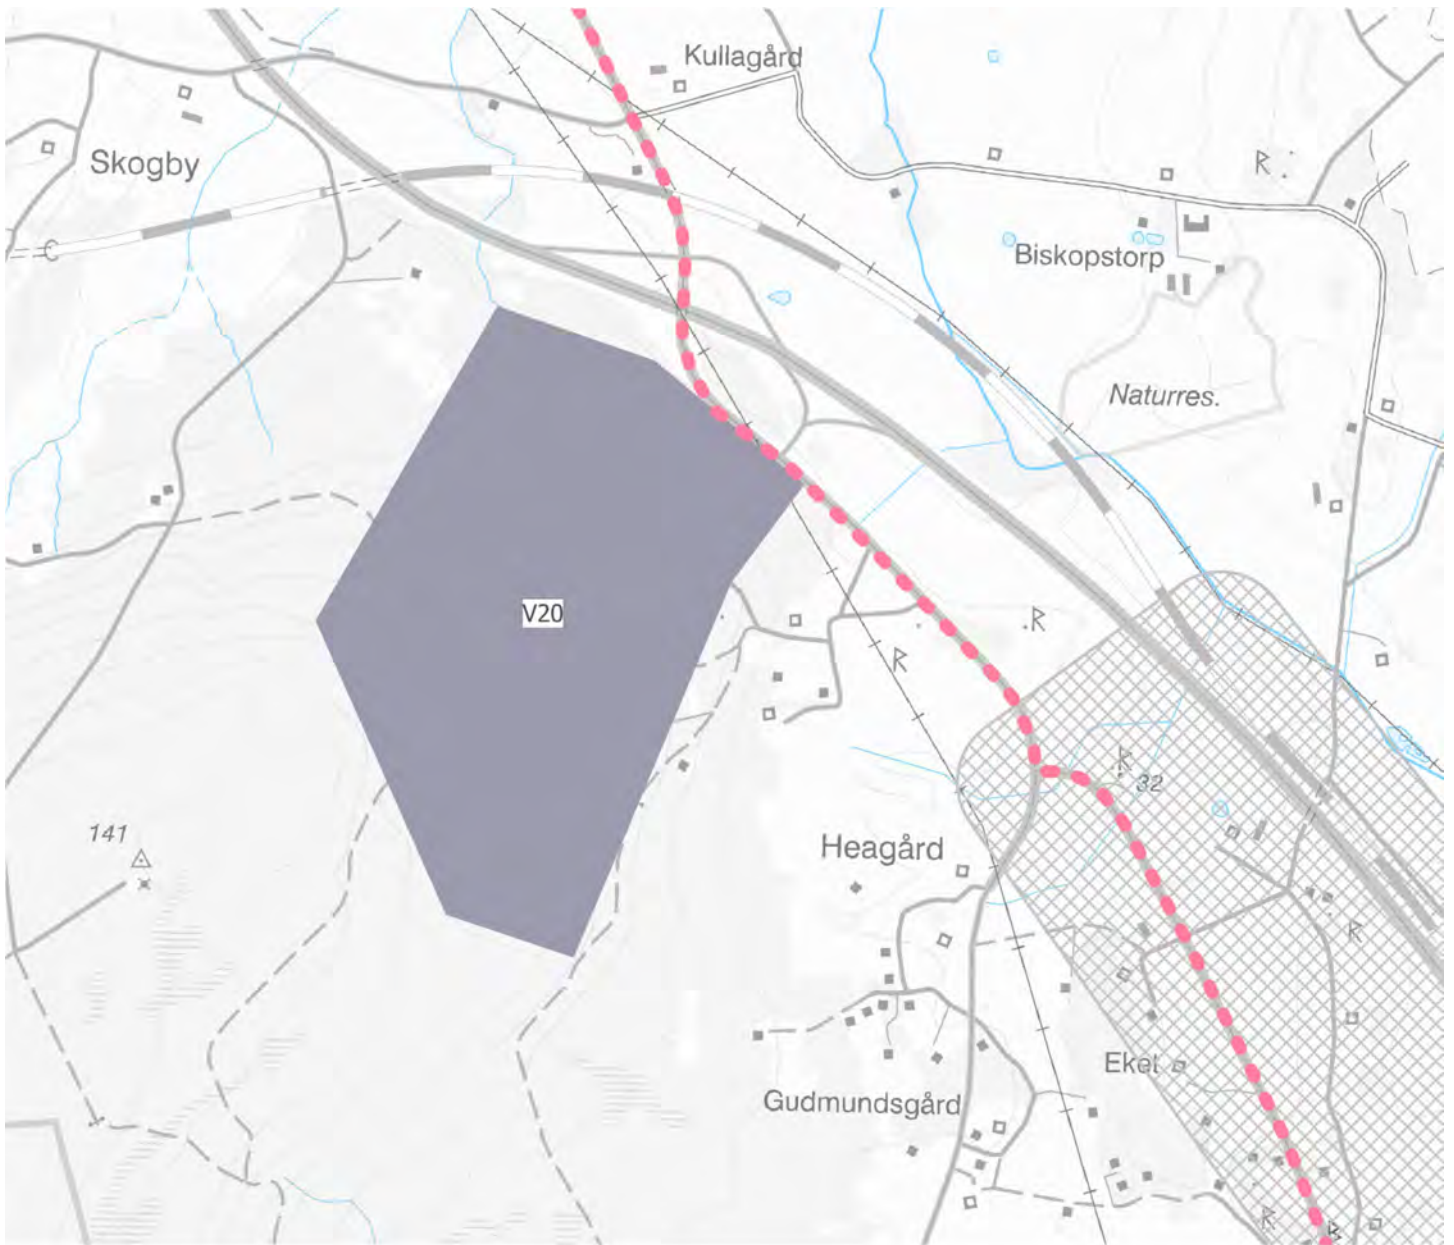 Kullagård
Skogby
Biskopstorp
Naturres.
V20
32
141
Heagård
Eket
Gudmundsgård